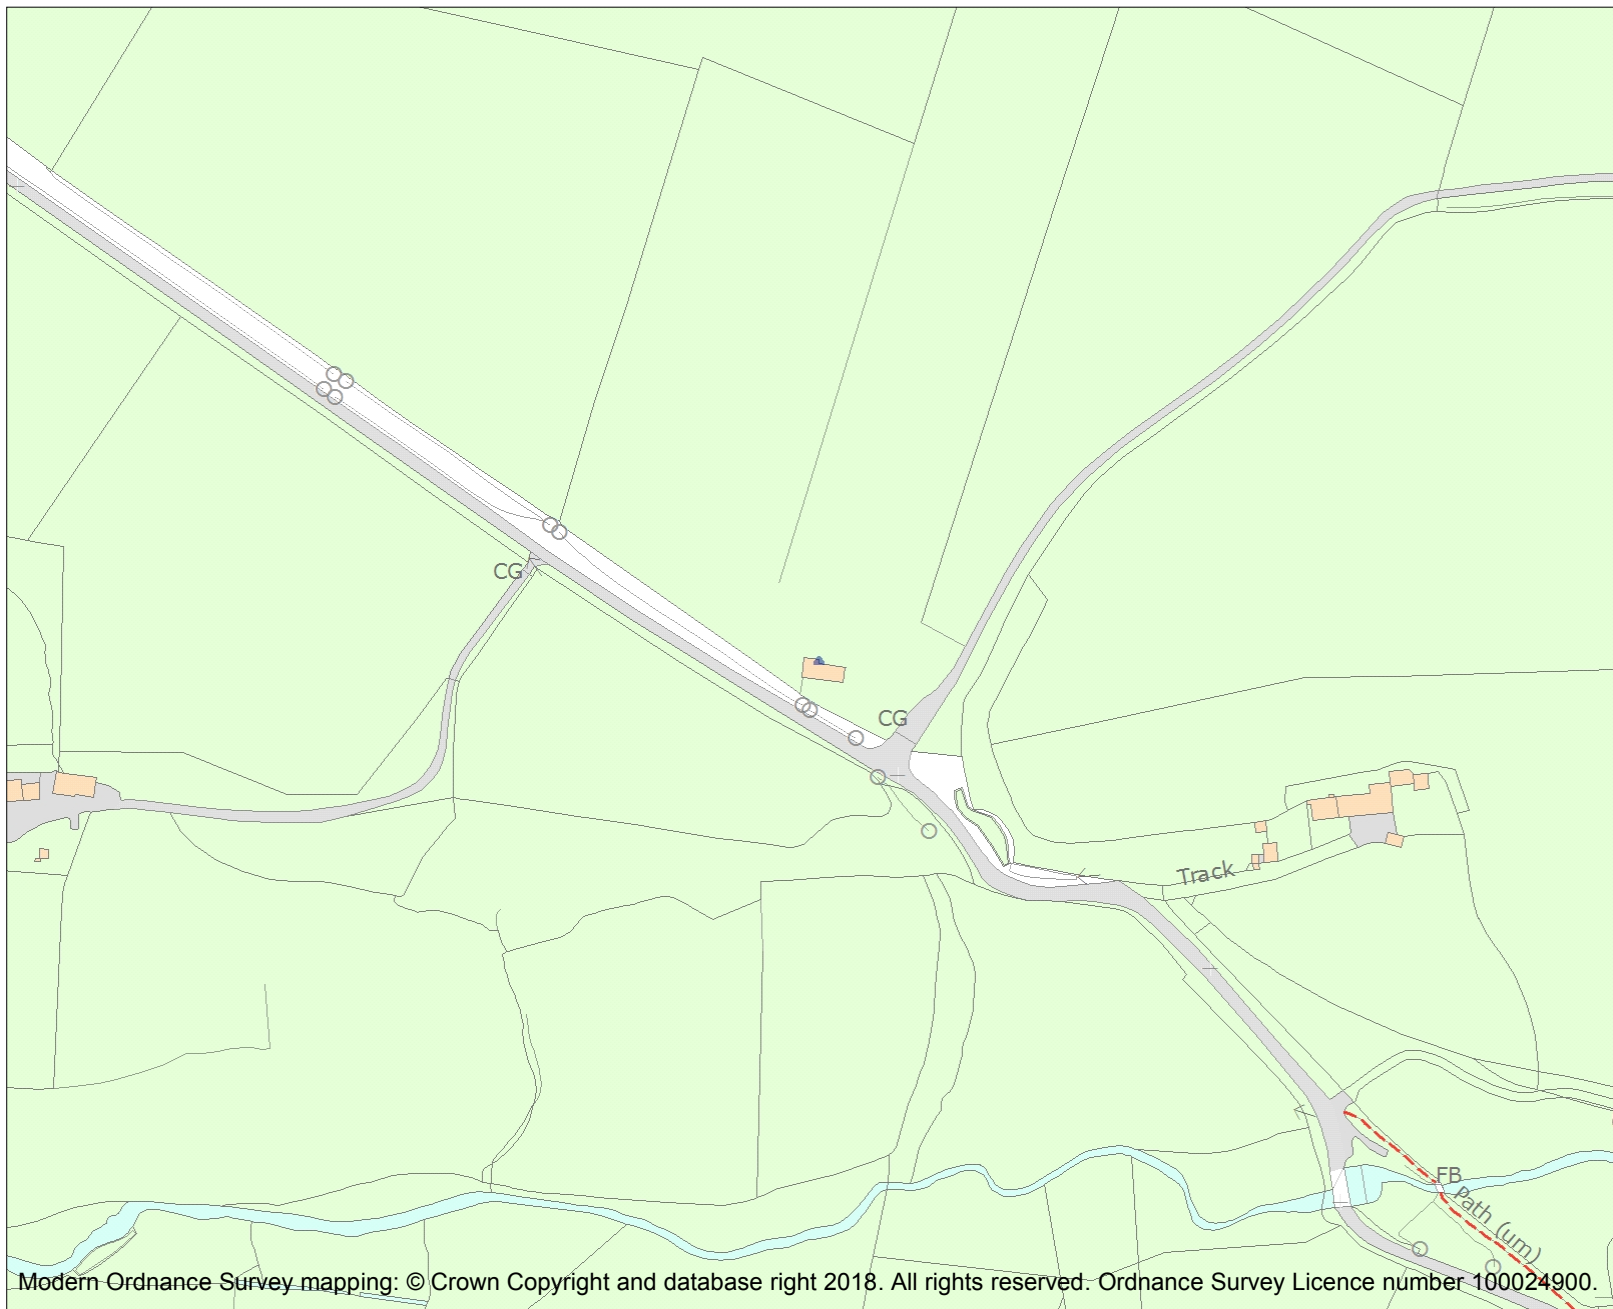 CG
CG
Track
FB
Path (um)
Modern Ordnance Survey mapping: © Crown Copyright and database right 2018. All rights reserved. Ordnance Survey Licence number 100024900.